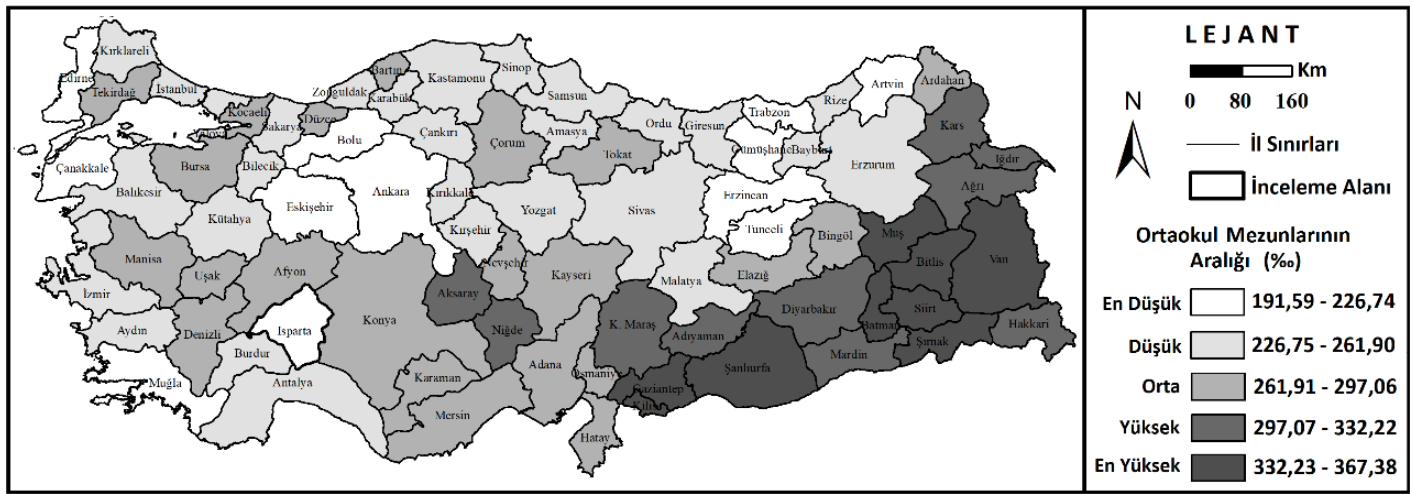 Kırklareli
Edirne
Tekirdağ
İstanbul
Kocaeli
Yalova
Sakarya
Düzce
Zonguldak
Bartın
Karabük
Kastamonu
Sinop
Samsun
Bolu
Çankırı
Çorum
Amasya
Tokat
Ordu
Giresun
Trabzon
Gümüşhane
Bayburt
Rize
Artvin
Ardahan
Kars
Iğdır
Ağrı
Erzurum
Çanakkale
Balıkesir
Bursa
Bilecik
Kütahya
Eskişehir
Ankara
Kırıkkale
Kırşehir
Yozgat
Sivas
Erzincan
Tunceli
Bingöl
Muş
Bitlis
Van
Manisa
Uşak
Afyon
İzmir
Aydın
Denizli
Isparta
Burdur
Muğla
Antalya
Konya
Aksaray
Nevşehir
Niğde
Kayseri
Karaman
Mersin
Adana
Osmaniye
Hatay
K. Maraş
Malatya
Elazığ
Adıyaman
Gaziantep
Kilis
Şanlıurfa
Diyarbakır
Mardin
Batman
Siirt
Şırnak
Hakkari
LEJANT
Km
0 80 160
N
İl Sınırları
İnceleme Alanı
Ortaokul Mezunlarının
Aralığı (‰)
En Düşük 191,59 - 226,74
Düşük 226,75 - 261,90
Orta 261,91 - 297,06
Yüksek 297,07 - 332,22
En Yüksek 332,23 - 367,38